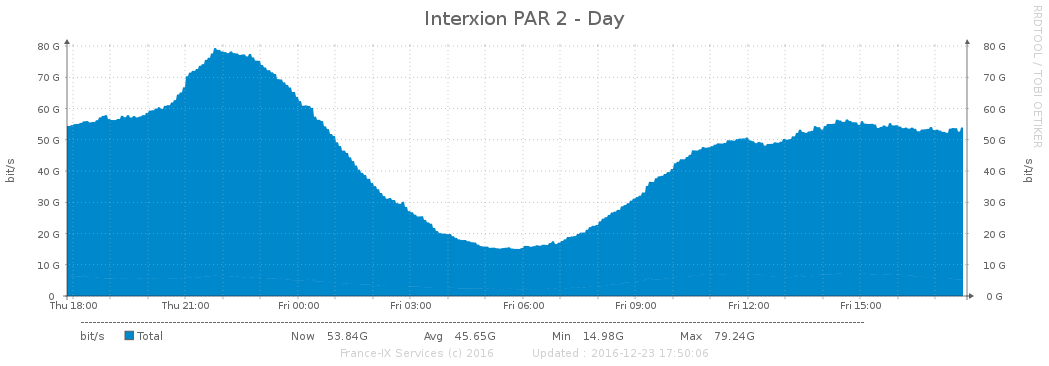 Interxion PAR 2 - Day
RRDTOOL / TOBI OETIKER
bit/s
80 G 80 G
70 G 70 G
60 G 60 G
50 G 50 G
40 G 40 G
30 G 30 G
20 G 20 G
10 G 10 G
0 0 G
bit/s
Thu 18:00 Thu 21:00 Fri 00:00 Fri 03:00 Fri 06:00 Fri 09:00 Fri 12:00 Fri 15:00
bit/s Total Now 53.84G Avg 45.65G Min 14.98G Max 79.24G
France-IX Services (c) 2016 Updated : 2016-12-23 17:50:06